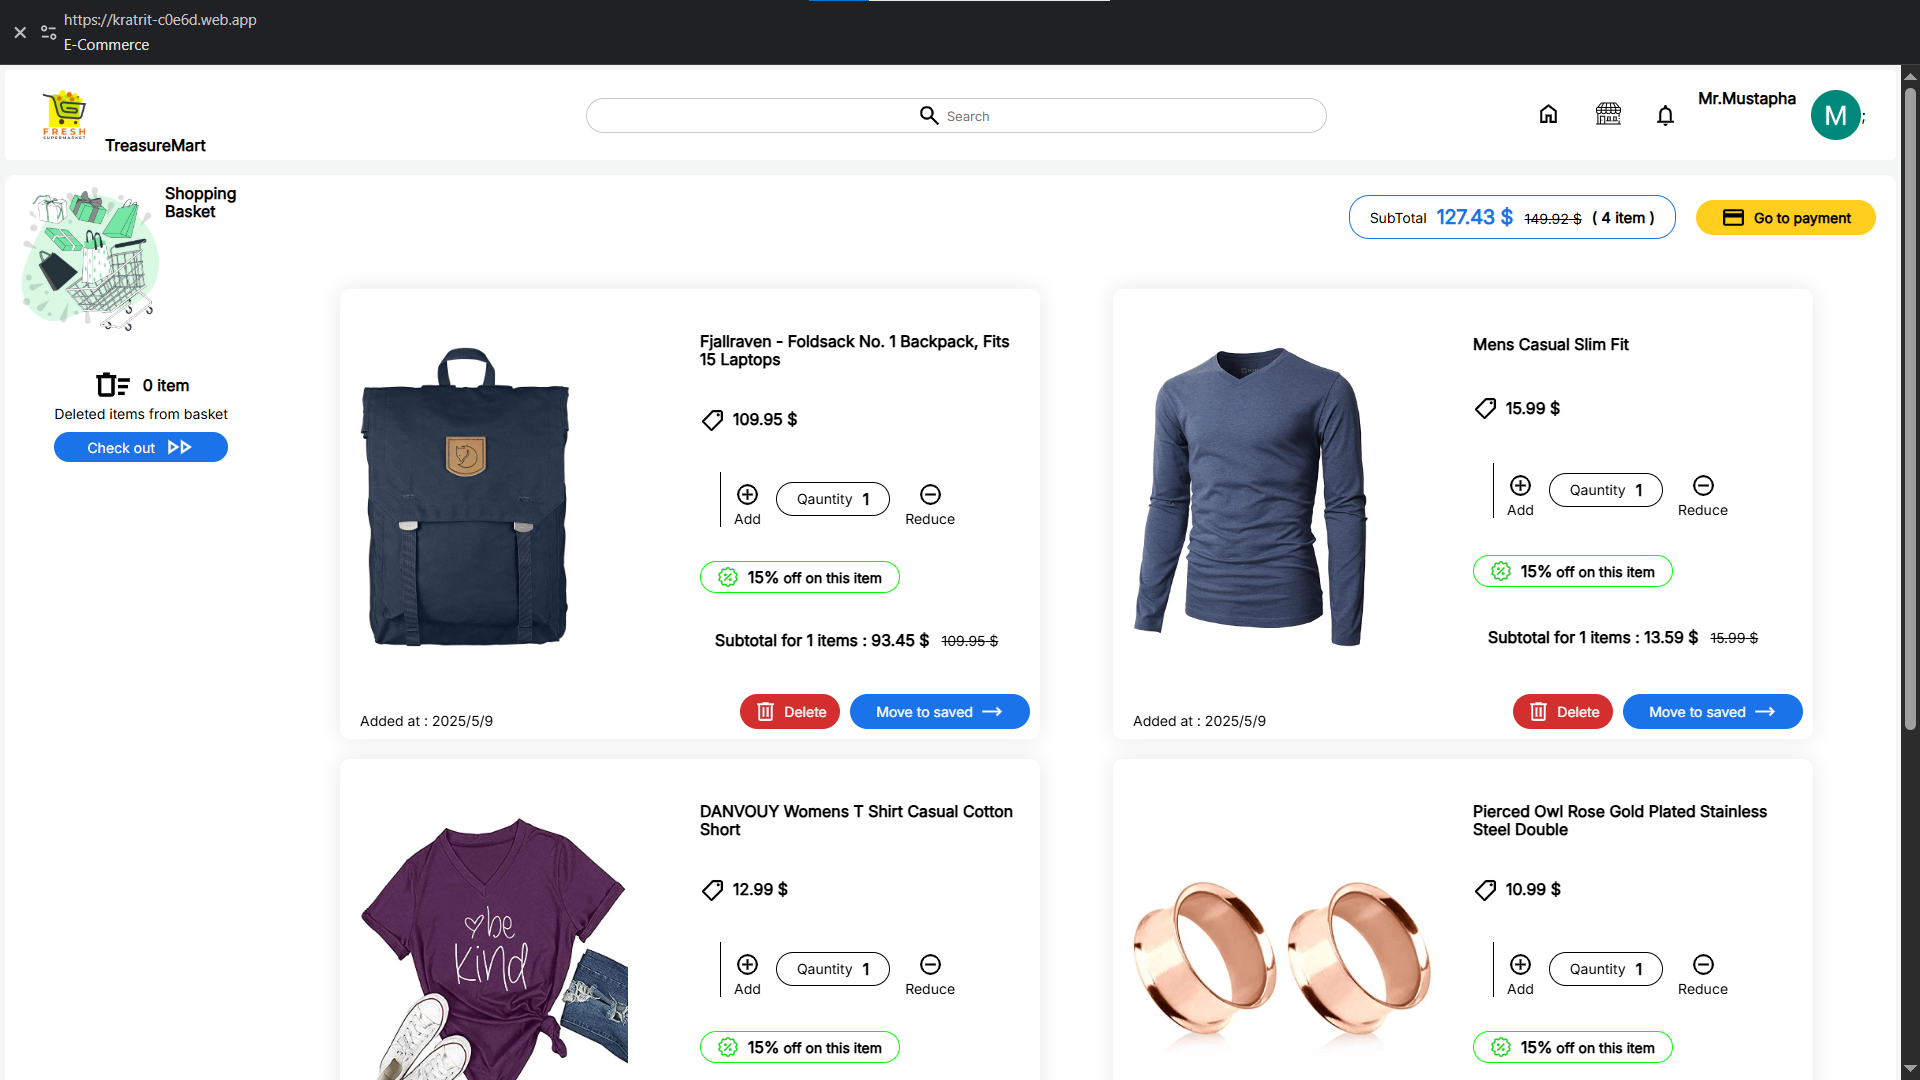 https://kratrit-c0e6d.web.app
E-Commerce
FRESH
SUPERMARKET
TreasureMart
Search
Mr.Mustapha
M
;
Shopping
Basket
SubTotal 127.43 $ 149.92 $ ( 4 item )
Go to payment
0 item
Deleted items from basket
Check out
Fjallraven - Foldsack No. 1 Backpack, Fits
15 Laptops
109.95 $
Add
Qauntity 1
Reduce
15% off on this item
Subtotal for 1 items : 93.45 $ 109.95 $
Added at : 2025/5/9
Delete
Move to saved
Mens Casual Slim Fit
15.99 $
Add
Qauntity 1
Reduce
15% off on this item
Subtotal for 1 items : 13.59 $ 15.99 $
Added at : 2025/5/9
Delete
Move to saved
be
kind
DANVOUY Womens T Shirt Casual Cotton
Short
12.99 $
Add
Qauntity 1
Reduce
15% off on this item
Pierced Owl Rose Gold Plated Stainless
Steel Double
10.99 $
Add
Qauntity 1
Reduce
15% off on this item